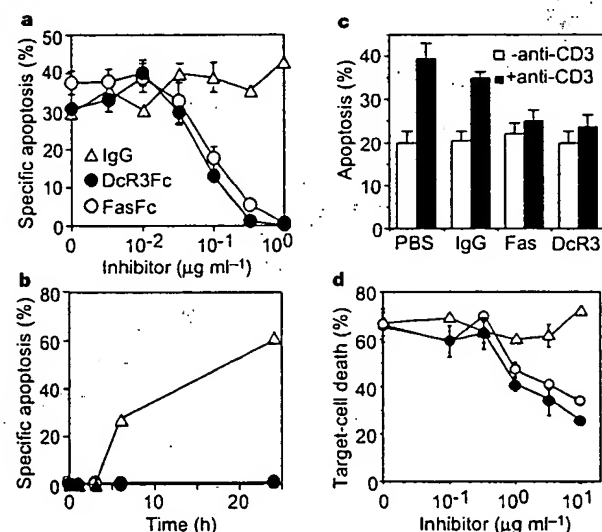 a
Specific apoptosis (%)
50
40
30
20
10
0
IgG
DcR3Fc
FasFc
0 10-2 10-1 100
Inhibitor (μg ml–1)
b
Specific apoptosis (%)
80
60
40
20
0
0 5 10 15 20 25
Time (h)
c
Apoptosis (%)
40
30
20
10
0
-anti-CD3
+anti-CD3
PBS IgG Fas DcR3
d
Target-cell death (%)
80
60
40
20
0
0 10-1 100 101
Inhibitor (μg ml–1)